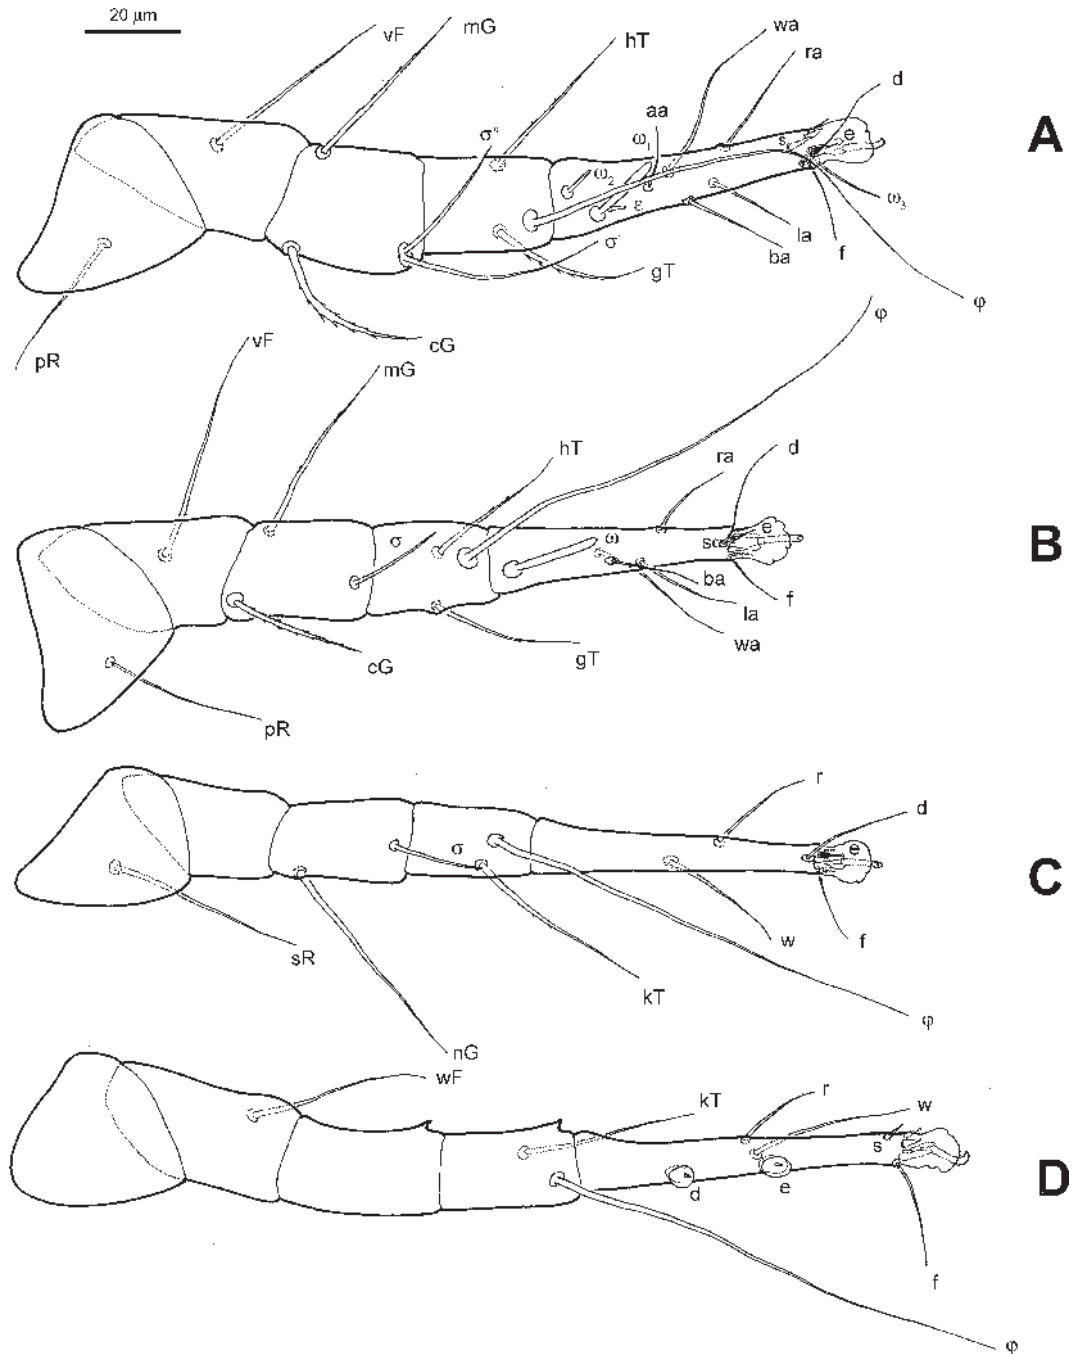 20 µm
vF
mG
hT
wa
ra
d
A
aa
σ"
ω₁
e
s
ω₂
ε
ω₃
σ'
la
f
gT
ba
φ
pR
cG
φ
vF
mG
hT
ra
d
B
σ
ω
e
s
ba
la
f
wa
cG
gT
pR
r
d
C
σ
e
sR
w
f
kT
nG
φ
wF
kT
r
w
D
s
d
e
f
φ